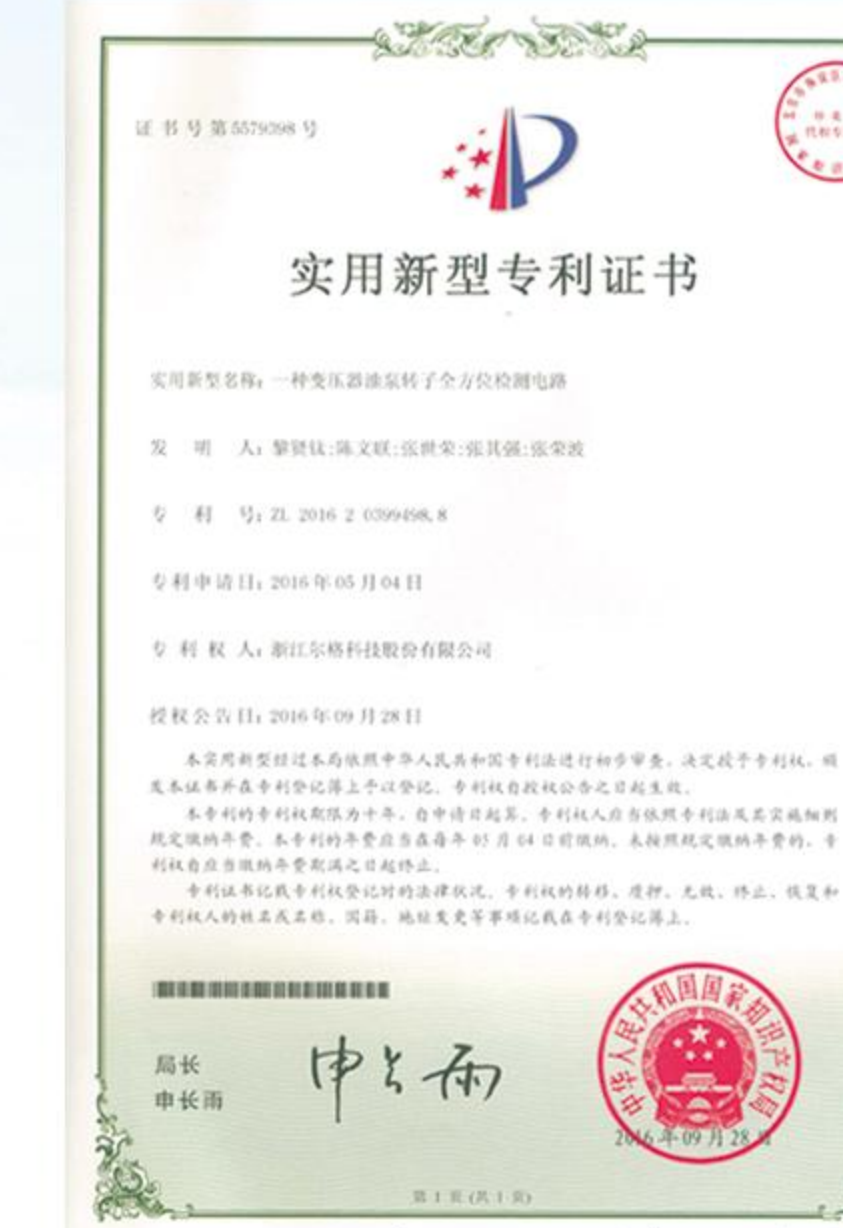 证书号第5579398号
实用新型专利证书
实用新型名称：一种变压器油泵转子全方位检测电路
发 明 人：黎贤钛;陈文联;张世荣;张其强;张荣波
专 利 号：ZL 2016 2 0399498.8
专利申请日：2016年05月04日
专 利 权 人：浙江尔格科技股份有限公司
授权公告日：2016年09月28日
本实用新型经过本局依照中华人民共和国专利法进行初步审查，决定授予专利权，颁
发本证书并在专利登记簿上予以登记。专利权自授权公告之日起生效。
本专利的专利权期限为十年，自申请日起算。专利权人应当依照专利法及其实施细则
规定缴纳年费。本专利的年费应当在每年05月04日前缴纳。未按照规定缴纳年费的，专
利权自应当缴纳年费期满之日起终止。
专利证书记载专利权登记时的法律状况。专利权的转移、质押、无效、终止、恢复和
专利权人的姓名或名称、国籍、地址变更等事项记载在专利登记簿上。
局长
申长雨
申长雨
中华人民共和国国家知识产权局
2016年09月28日
第 1 页 (共 1 页)